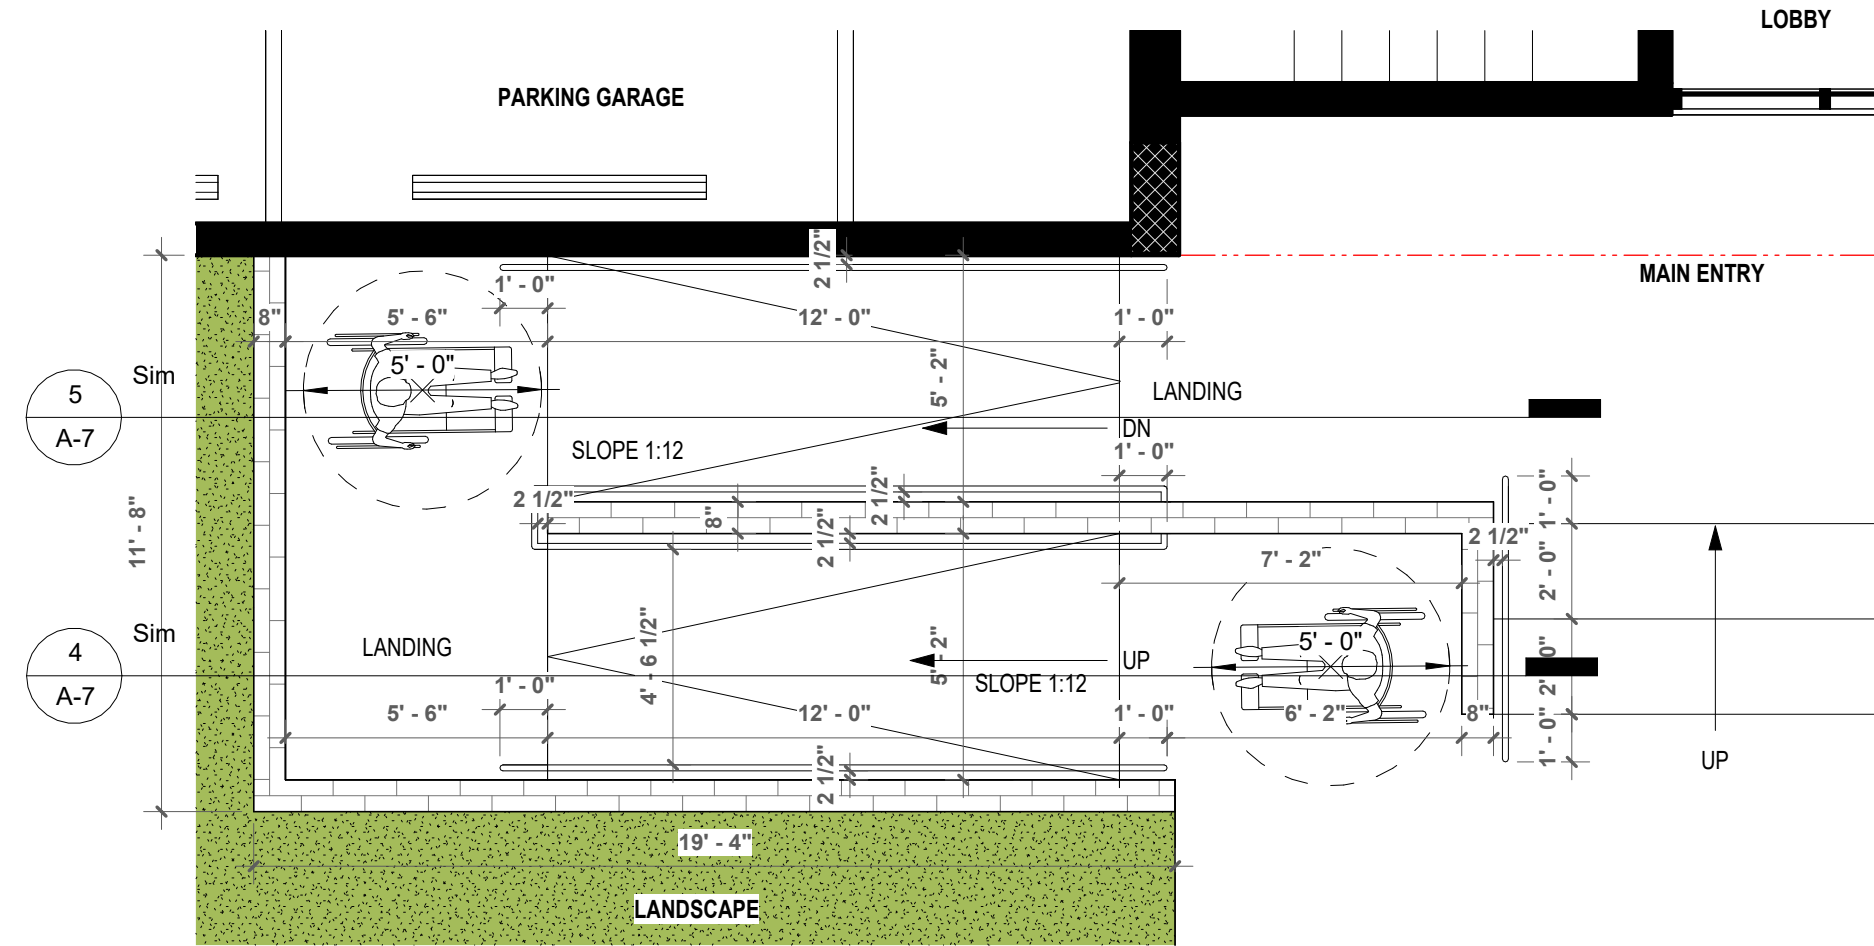 LOBBY
PARKING GARAGE
2 1/2"
MAIN ENTRY
1' - 0"
8"
5' - 6"
12' - 0"
1' - 0"
Sim
5' - 0"
5' - 2"
LANDING
5
A-7
DN
SLOPE 1:12
1' - 0"
2 1/2"
2 1/2"
8"
2 1/2"
11' - 8"
1' - 0"
2 1/2"
7' - 2"
2' - 0"
Sim
4
A-7
LANDING
4' - 6 1/2"
5' - 2"
UP
SLOPE 1:12
5' - 0"
2' - 0"
1' - 0"
5' - 6"
12' - 0"
1' - 0"
6' - 2"
8"
1' - 0"
UP
2 1/2"
19' - 4"
LANDSCAPE